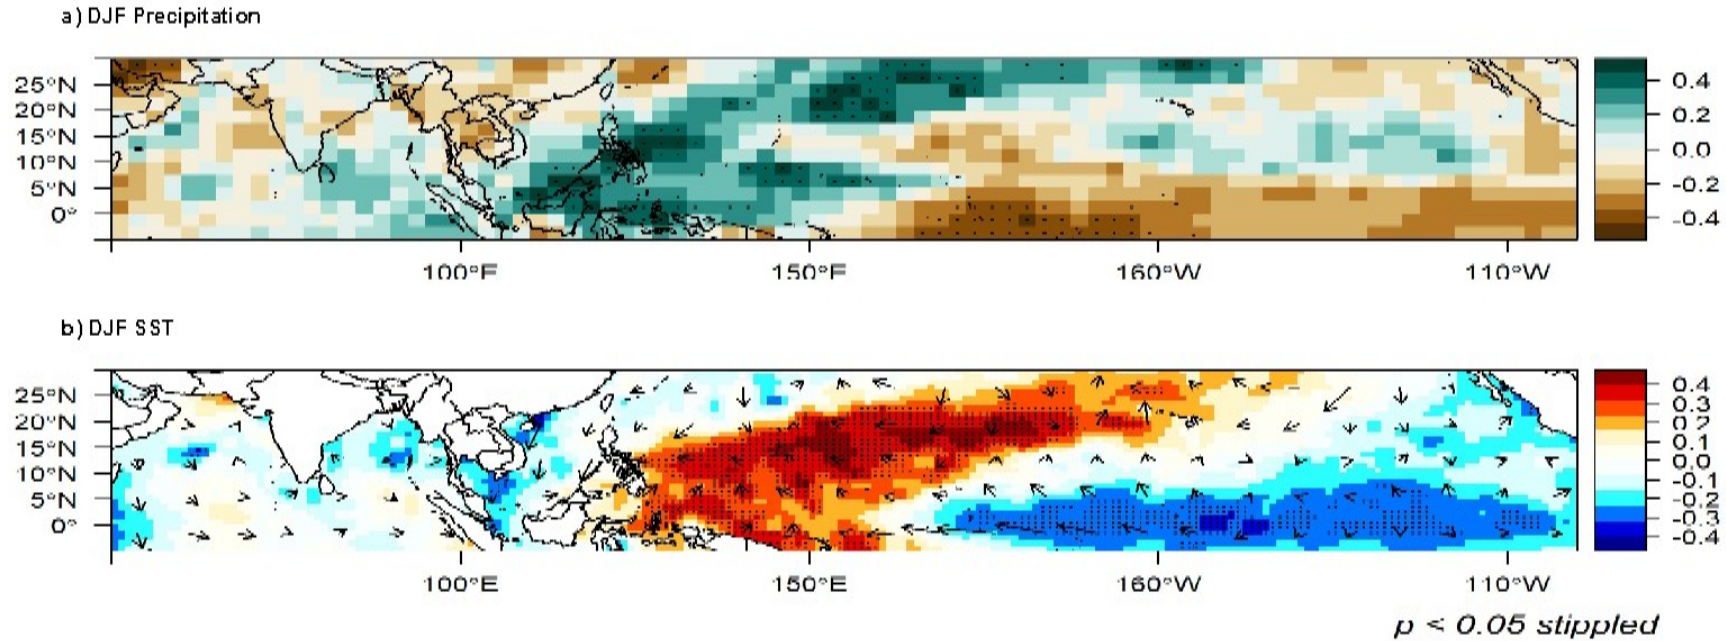 a) DJF Precipitation
25°N
20°N
15°N
10°N
5°N
0°
0.4
0.2
0.0
-0.2
-0.4
100°E
150°E
160°W
110°W
b) DJF SST
25°N
20°N
15°N
10°N
5°N
0°
0.4
0.3
0.2
0.1
0.0
-0.1
-0.2
-0.3
-0.4
100°E
150°E
160°W
110°W
p < 0.05 stippled